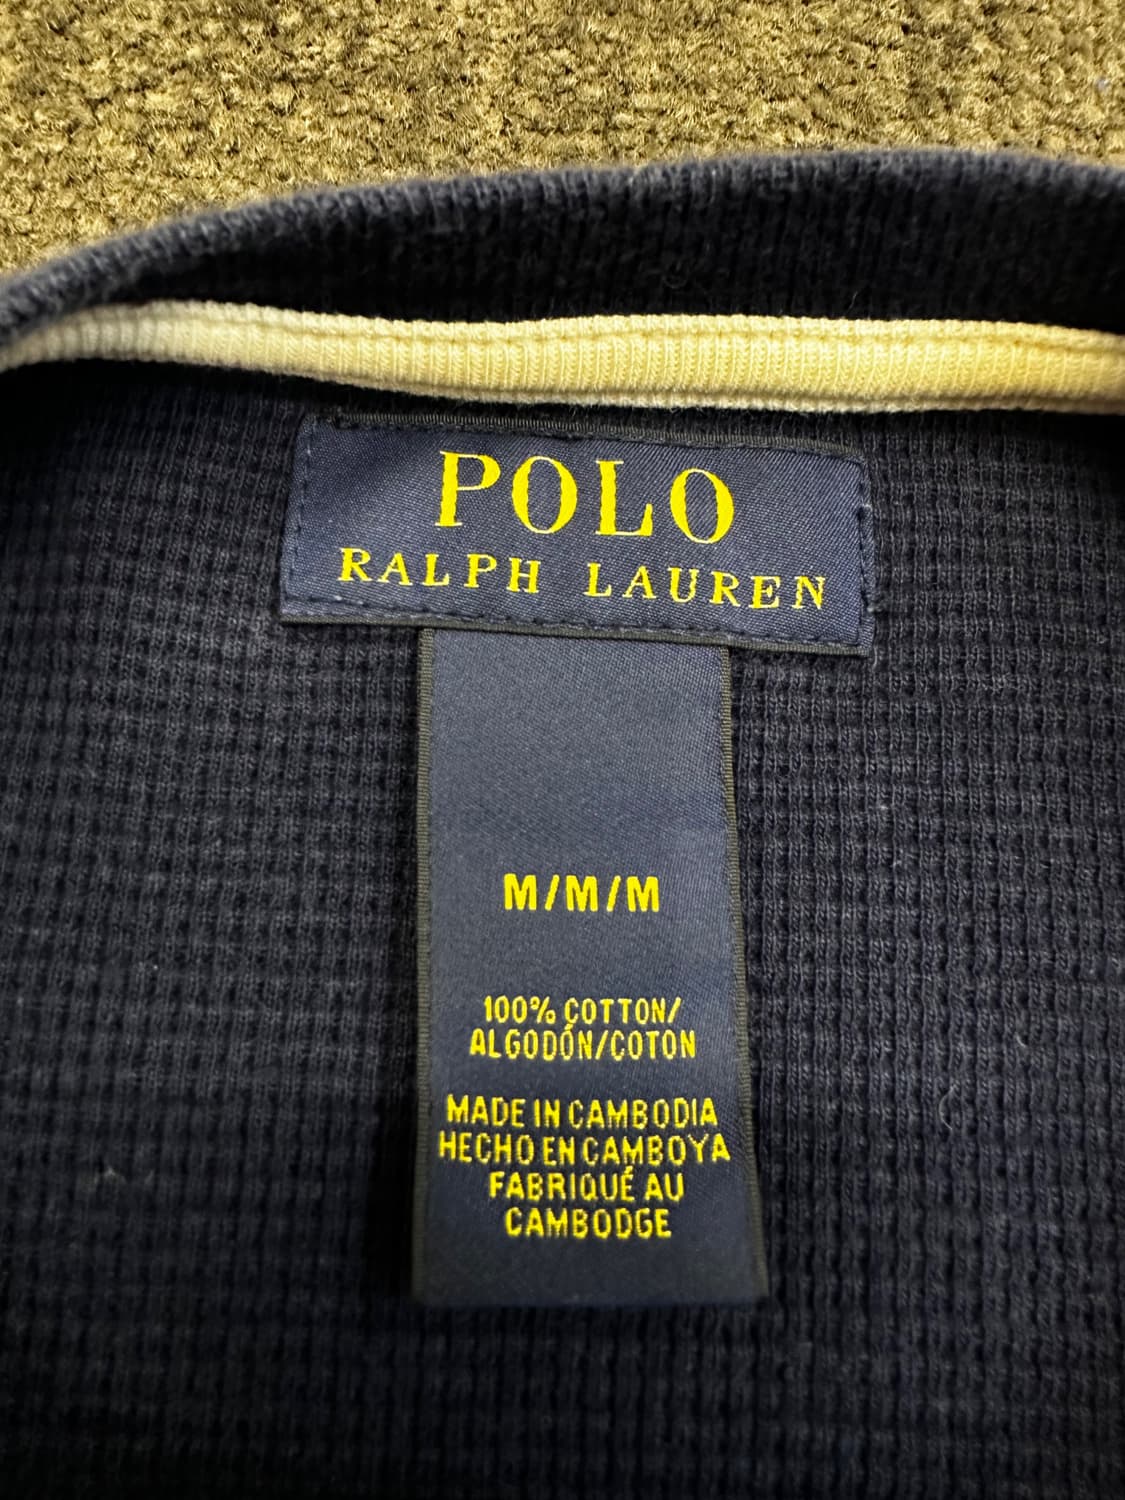 POLO
RALPH LAUREN
M/M/M
100% COTTON/
ALGODÓN/COTON
MADE IN CAMBODIA
HECHO EN CAMBOYA
FABRIQUÉ AU
CAMBODGE